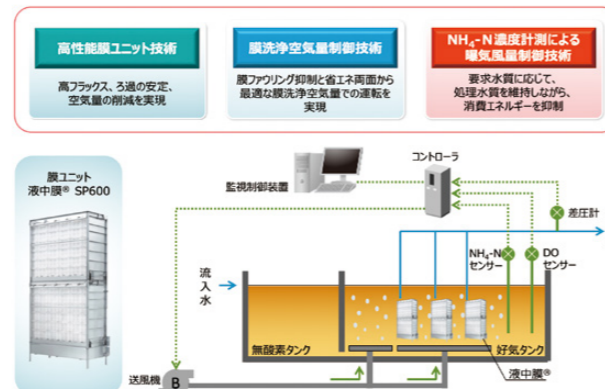 高性能膜ユニット技術
高フラックス、ろ過の安定、
空気量の削減を実現
膜洗浄空気量制御技術
膜ファウリング抑制と省エネ両面から
最適な膜洗浄空気量での運転を
実現
NH₄-N濃度計測による
曝気風量制御技術
要求水質に応じて、
処理水質を維持しながら、
消費エネルギーを抑制
膜ユニット
液中膜® SP600
監視制御装置
コントローラ
差圧計
NH₄-N
センサー
DO
センサー
流入水
無酸素タンク
好気タンク
液中膜®
送風機
B